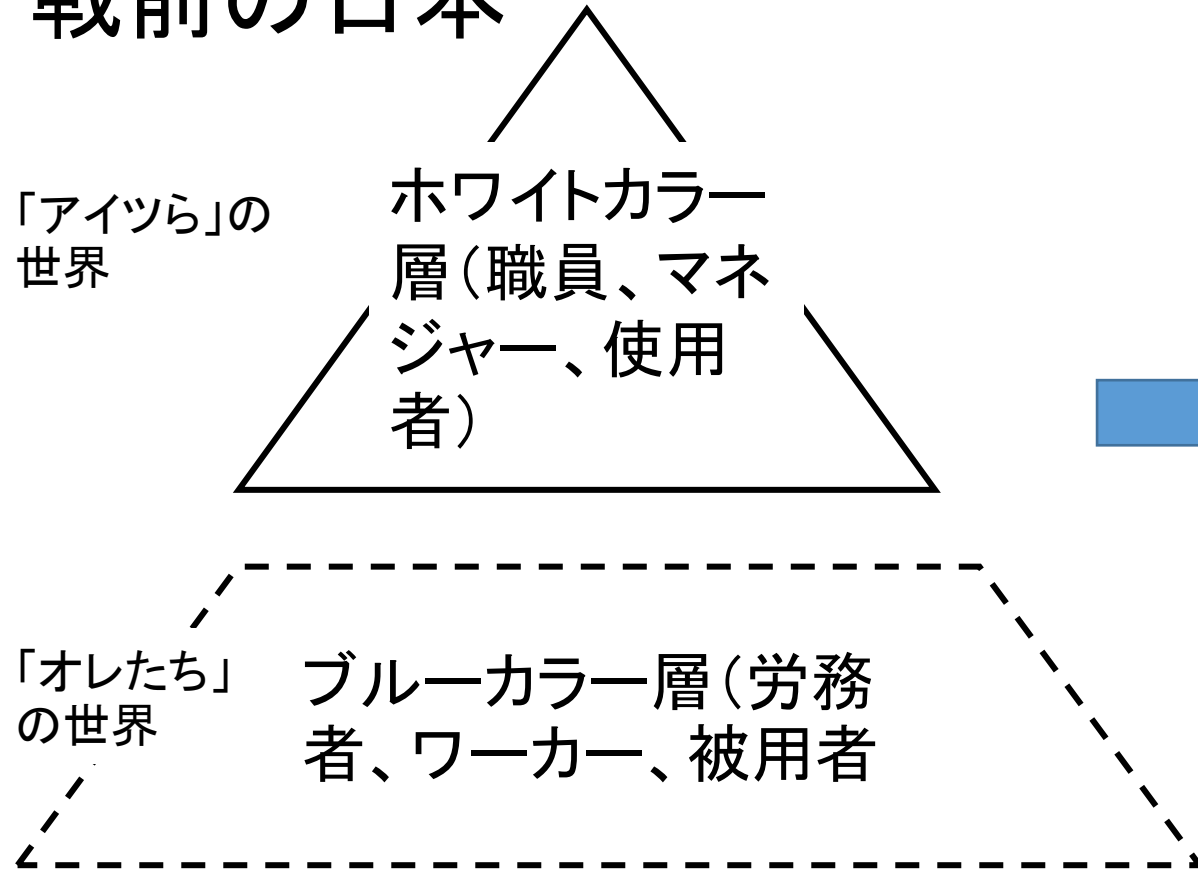 戦前の日本
「アイツら」の
世界
ホワイトカラー
層（職員、マネ
ジャー、使用
者）
「オレたち」
の世界
ブルーカラー層（労務
者、ワーカー、被用者